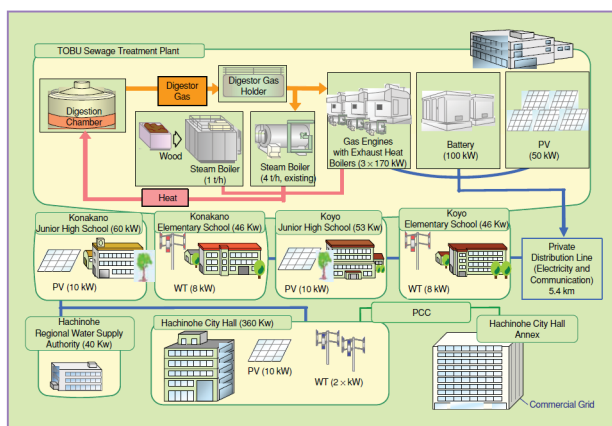 TOBU Sewage Treatment Plant
Digestion
Chamber
Digestor
Gas
Digestor Gas
Holder
Wood
Steam Boiler
(1 t/h)
Steam Boiler
(4 t/h, existing)
Gas Engines
with Exhaust Heat
Boilers (3 × 170 kW)
Battery
(100 kW)
PV
(50 kW)
Heat
Konakano
Junior High School (60 kW)
PV (10 kW)
Konakano
Elementary School (46 Kw)
WT (8 kW)
Koyo
Junior High School (53 Kw)
PV (10 kW)
Koyo
Elementary School (46 Kw)
WT (8 kW)
Private
Distribution Line
(Electricity and
Communication)
5.4 km
Hachinohe
Regional Water Supply
Authority (40 Kw)
Hachinohe City Hall (360 Kw)
PV (10 kW)
WT (2 × kW)
PCC
Hachinohe City Hall
Annex
Commercial Grid